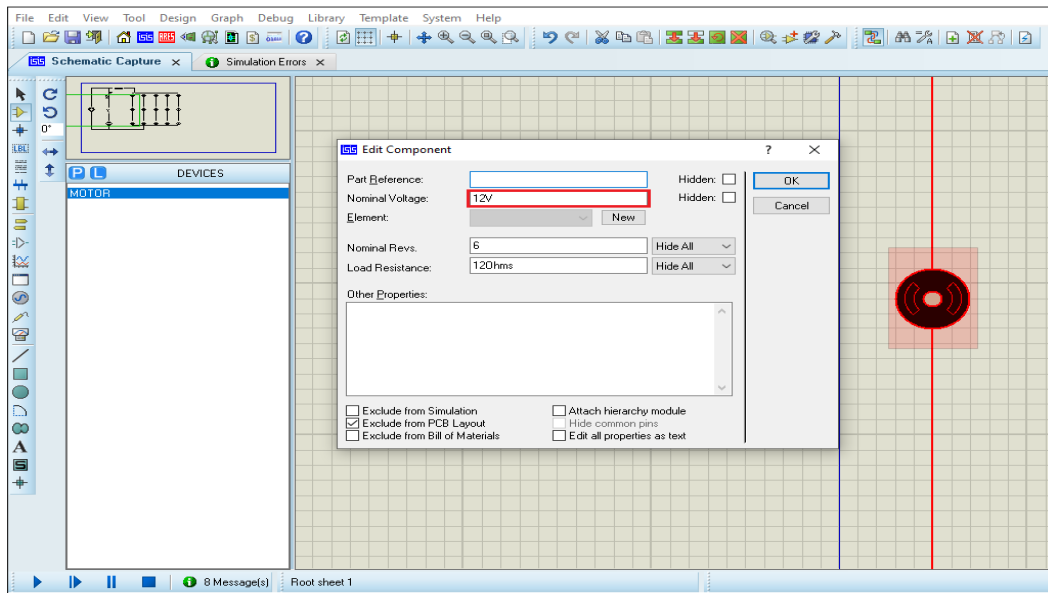 File Edit View Tool Design Graph Debug Library Template System Help
Schematic Capture Simulation Errors
0°
LBL
P L DEVICES
MOTOR
A
S
Edit Component ?
Part Reference: Hidden:
Nominal Voltage: 12V Hidden:
Element: New
Nominal Revs. 6 Hide All
Load Resistance: 12Ohms Hide All
Other Properties:
OK
Cancel
Exclude from Simulation Attach hierarchy module
Exclude from PCB Layout Hide common pins
Exclude from Bill of Materials Edit all properties as text
8 Message(s) Root sheet 1